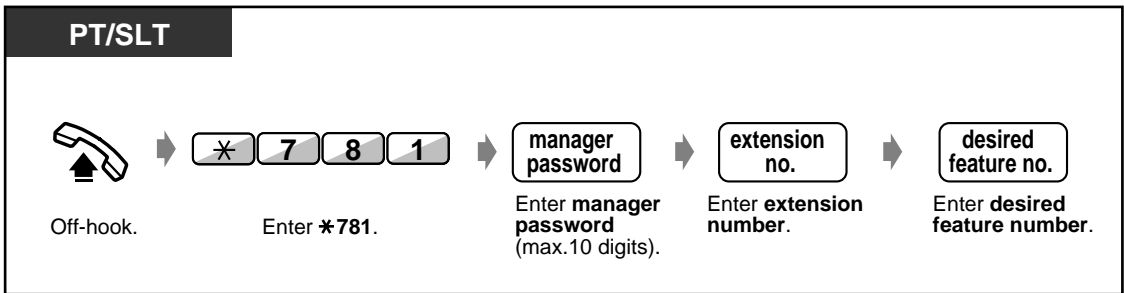 PT/SLT
* 7 8 1
manager
password
extension
no.
desired
feature no.
Off-hook.
Enter *781.
Enter manager
password
(max.10 digits).
Enter extension
number.
Enter desired
feature number.